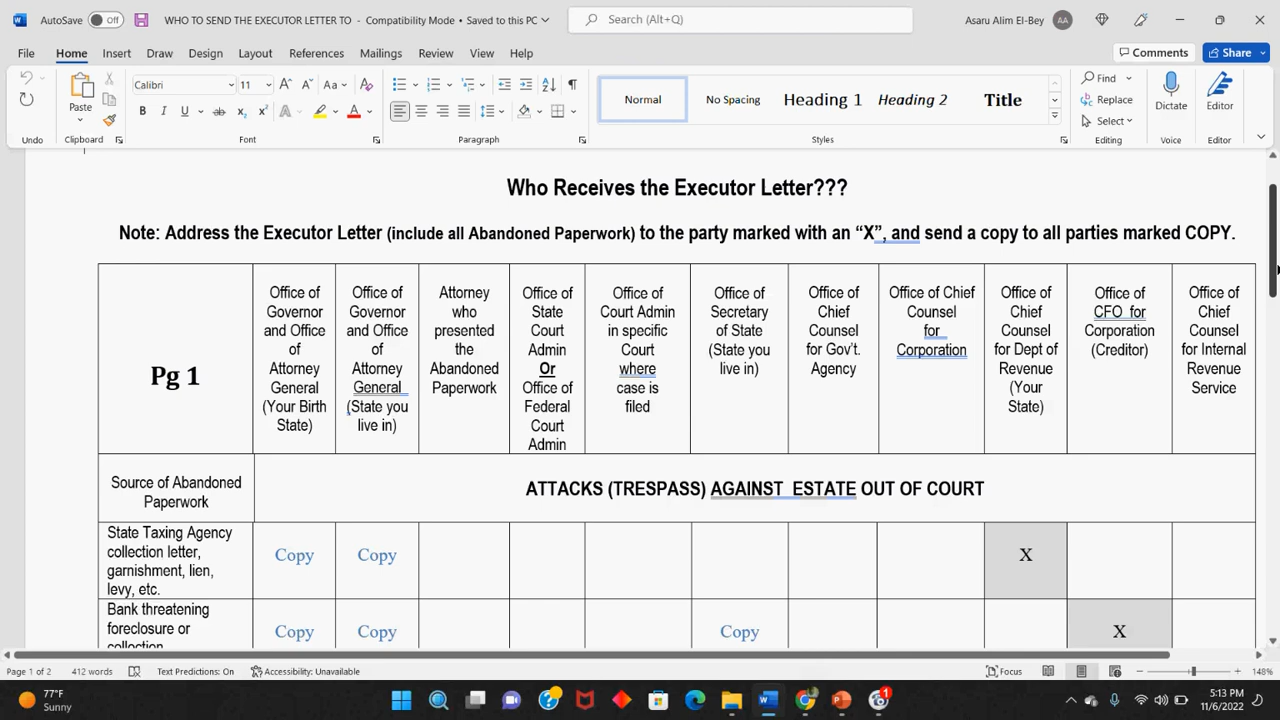 AutoSave Off WHO TO SEND THE EXECUTOR LETTER TO - Compatibility Mode • Saved to this PC Search (Alt+Q) Asaru Alim El-Bey AA
File Home Insert Draw Design Layout References Mailings Review View Help Comments Share
Calibri 11 Aa Normal No Spacing Heading 1 Heading 2 Title Find
Paste Replace Dictate Editor
B I U ab x₂ x² A A Select
Undo Clipboard Font Paragraph Styles Editing Voice Editor
Who Receives the Executor Letter???
Note: Address the Executor Letter (include all Abandoned Paperwork) to the party marked with an “X”, and send a copy to all parties marked COPY.
Pg 1
Office of
Governor
and Office
of
Attorney
General
(Your Birth
State)
Office of
Governor
and Office
of
Attorney
General
(State you
live in)
Attorney
who
presented
the
Abandoned
Paperwork
Office of
State
Court
Admin
Or
Office of
Federal
Court
Admin
Office of
Court Admin
in specific
Court
where
case is
filed
Office of
Secretary
of State
(State you
live in)
Office of
Chief
Counsel
for Gov't.
Agency
Office of Chief
Counsel
for
Corporation
Office of
Chief
Counsel
for Dept of
Revenue
(Your
State)
Office of
CFO for
Corporation
(Creditor)
Office of
Chief
Counsel
for Internal
Revenue
Service
Source of Abandoned
Paperwork
ATTACKS (TRESPASS) AGAINST ESTATE OUT OF COURT
State Taxing Agency
collection letter,
garnishment, lien,
levy, etc.
Copy Copy X
Bank threatening
foreclosure or
collection
Copy Copy Copy X
Page 1 of 2 412 words Text Predictions: On Accessibility: Unavailable Focus 148%
77°F
Sunny
1
5:13 PM
11/6/2022